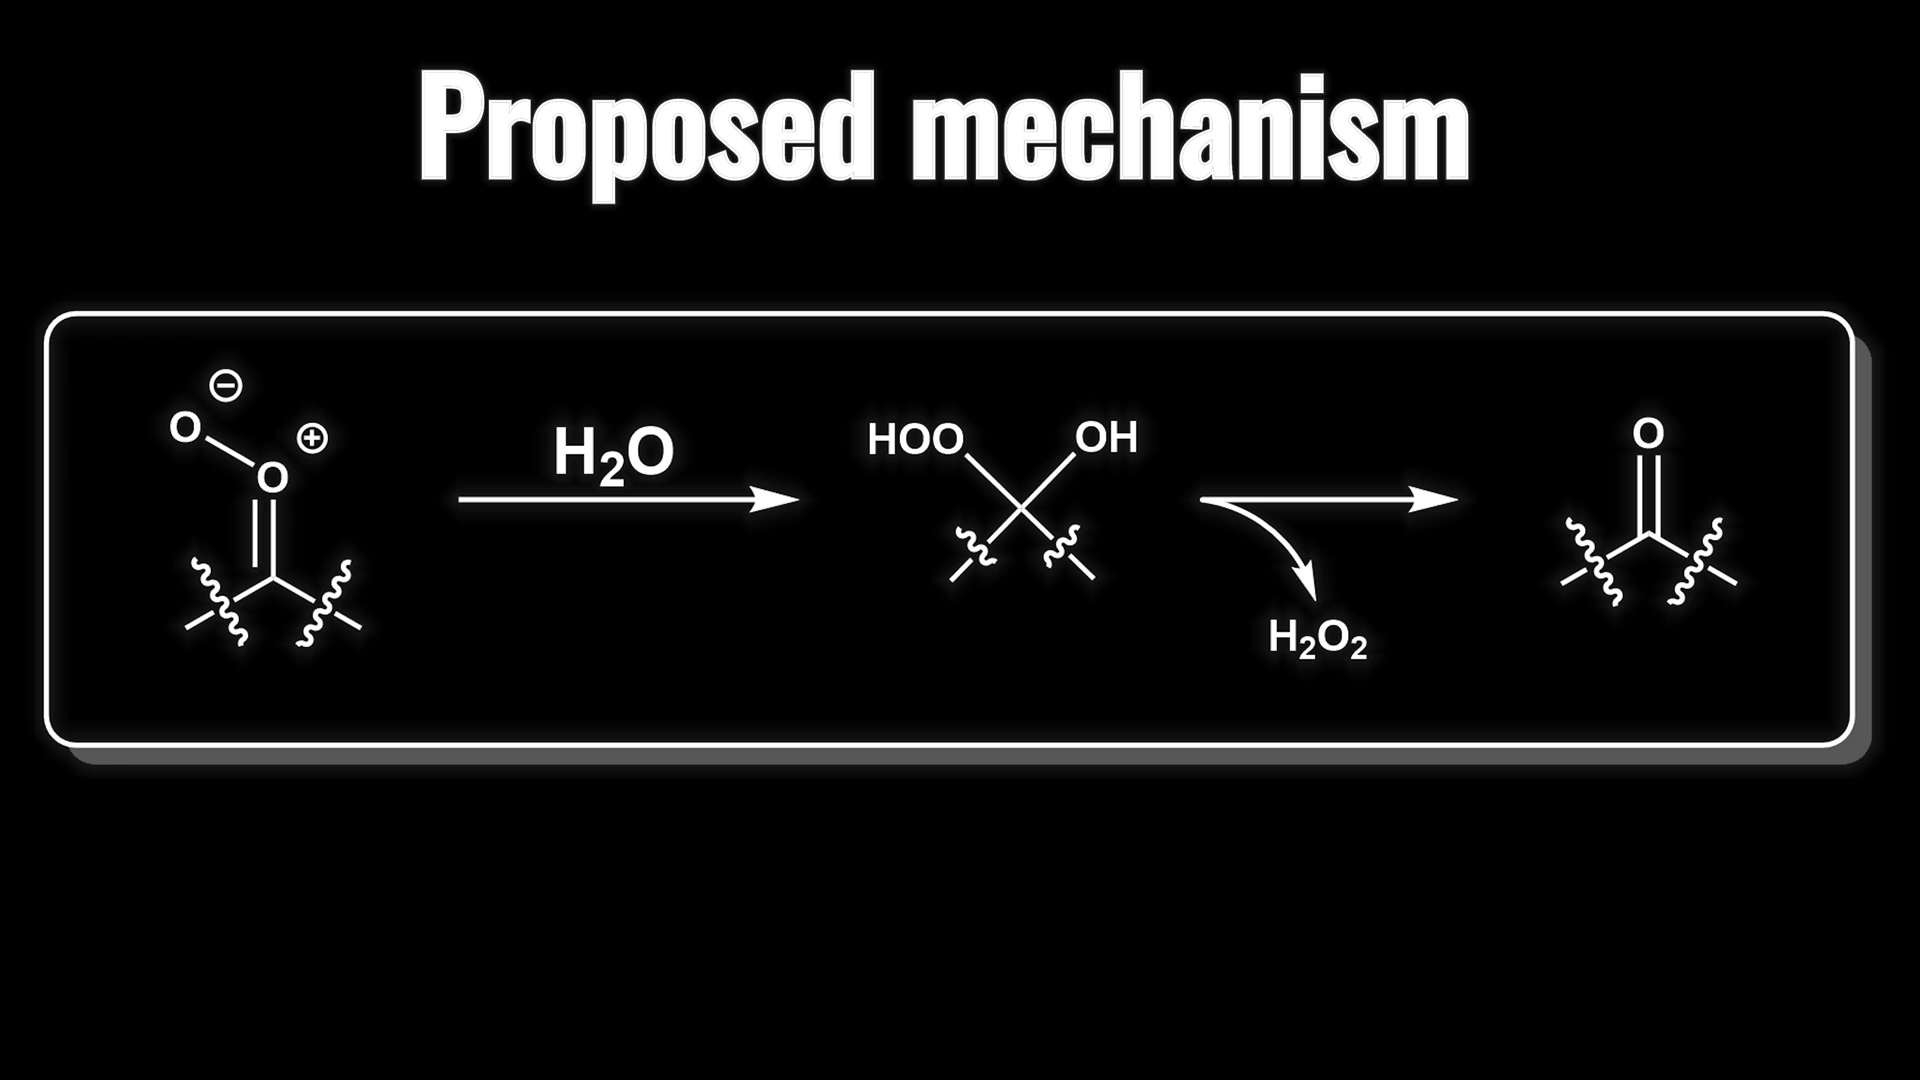 Proposed mechanism
O ⊖
O ⊕
H₂O
HOO OH
H₂O₂
O